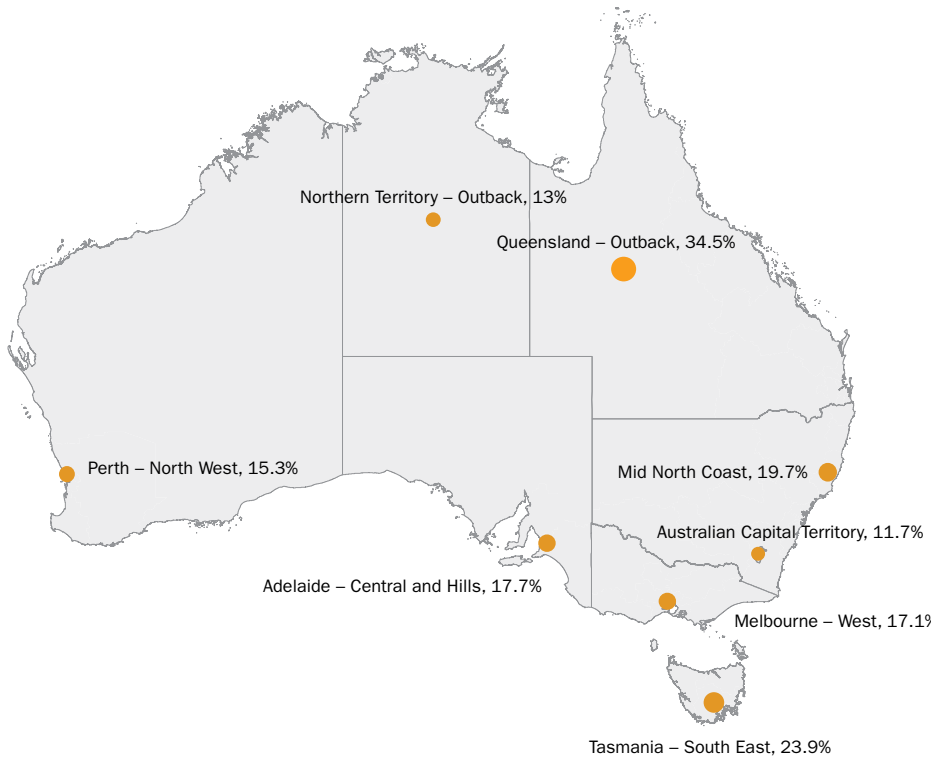 Northern Territory – Outback, 13%
Queensland – Outback, 34.5%
Perth – North West, 15.3%
Mid North Coast, 19.7%
Australian Capital Territory, 11.7%
Adelaide – Central and Hills, 17.7%
Melbourne – West, 17.1%
Tasmania – South East, 23.9%